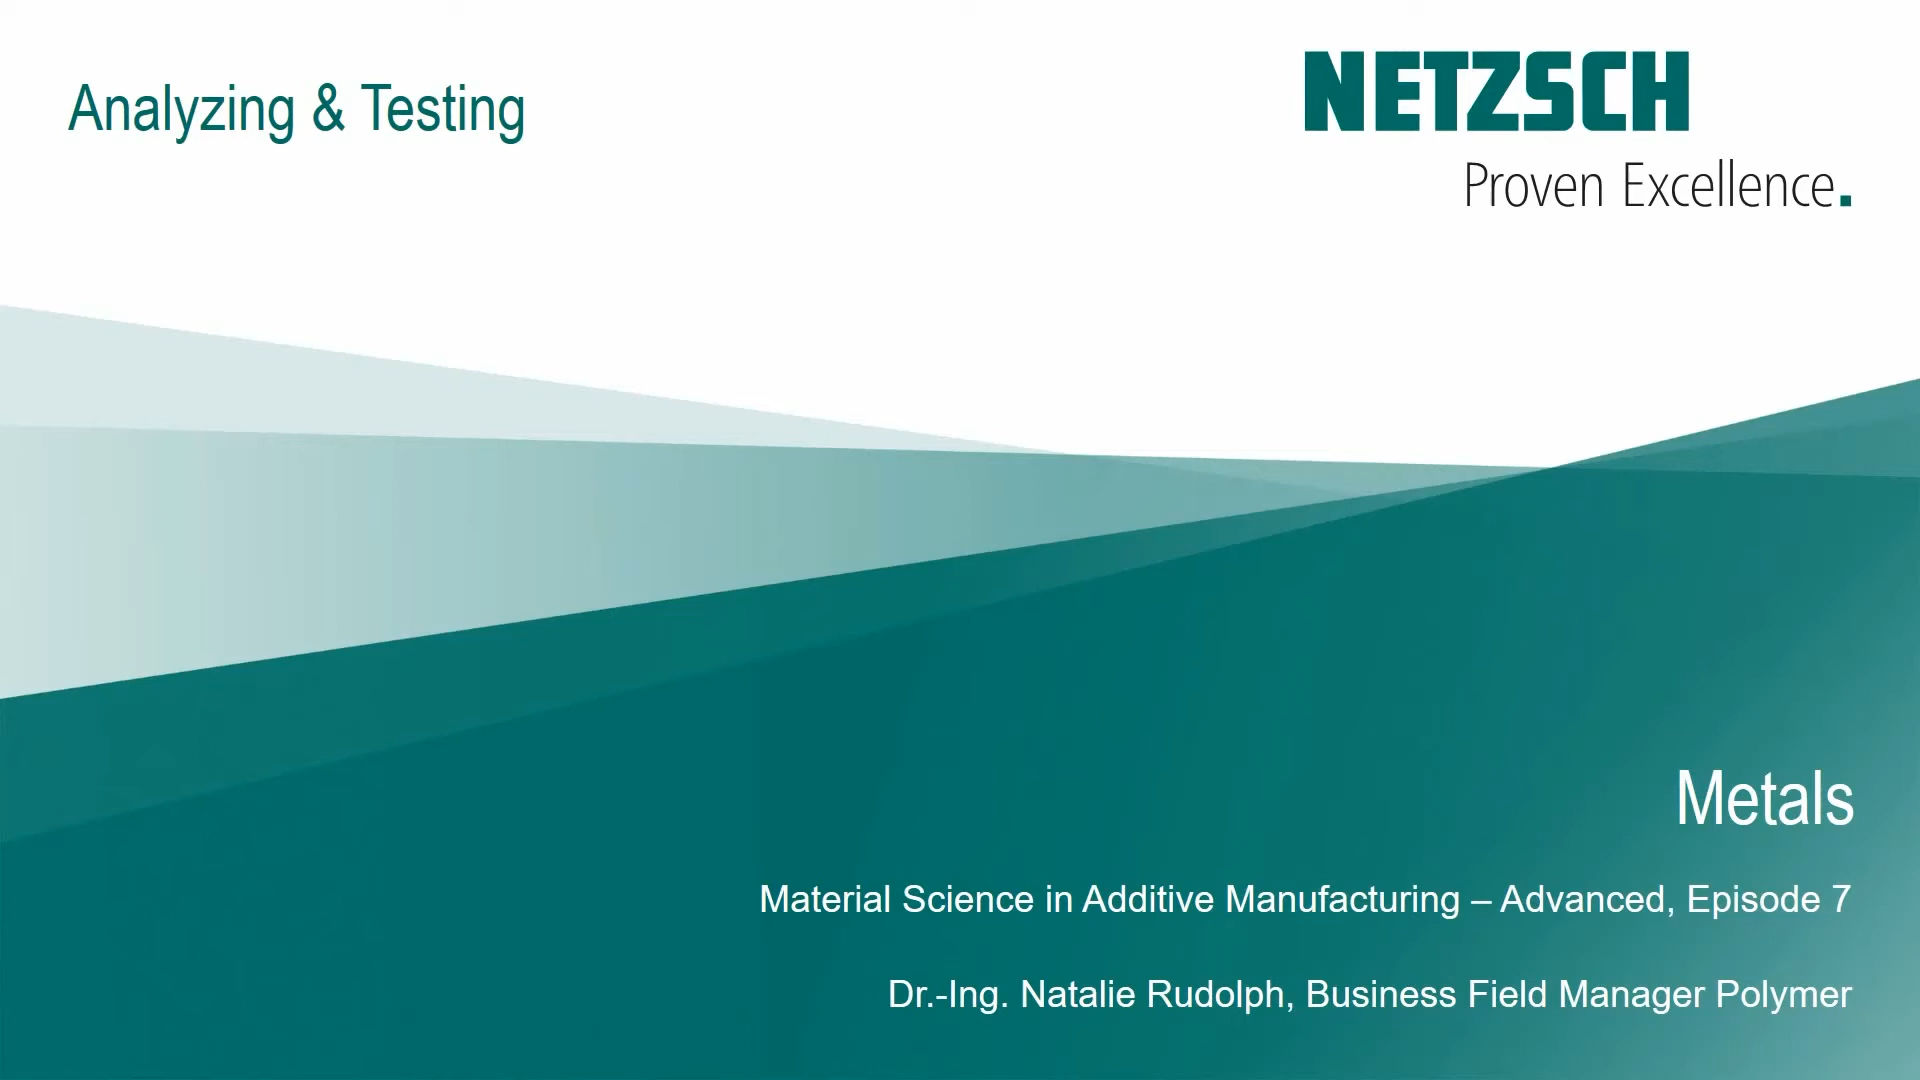 Analyzing & Testing
NETZSCH
Proven Excellence.
Metals
Material Science in Additive Manufacturing – Advanced, Episode 7
Dr.-Ing. Natalie Rudolph, Business Field Manager Polymer